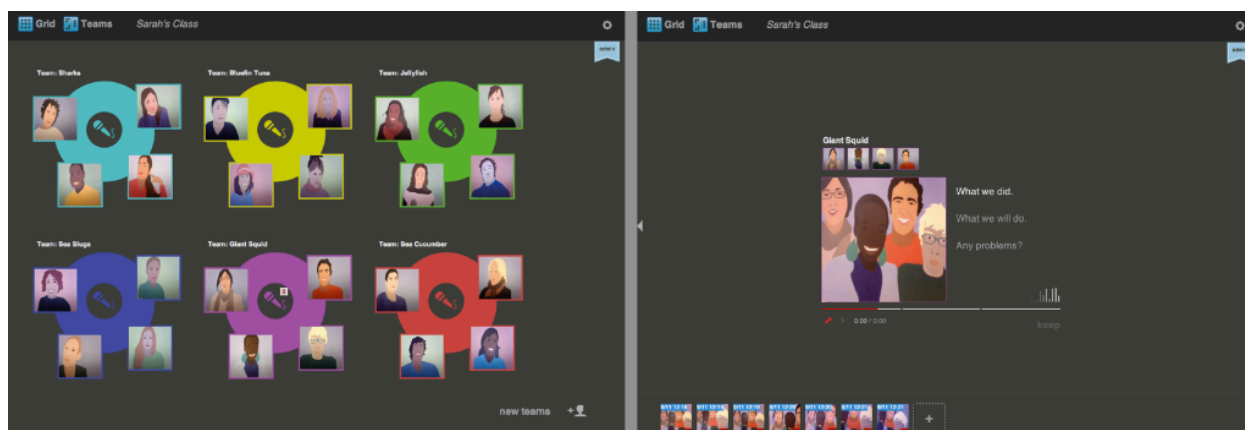 Grid Teams Sarah's Class
Team: Sharks
Team: Bluefin Tuna
Team: Jellyfish
Team: Sea Slugs
Team: Giant Squid
Team: Sea Cucumber
new teams +
Grid Teams Sarah's Class
Giant Squid
What we did.
What we will do.
Any problems?
0:00 / 0:00
keep
+